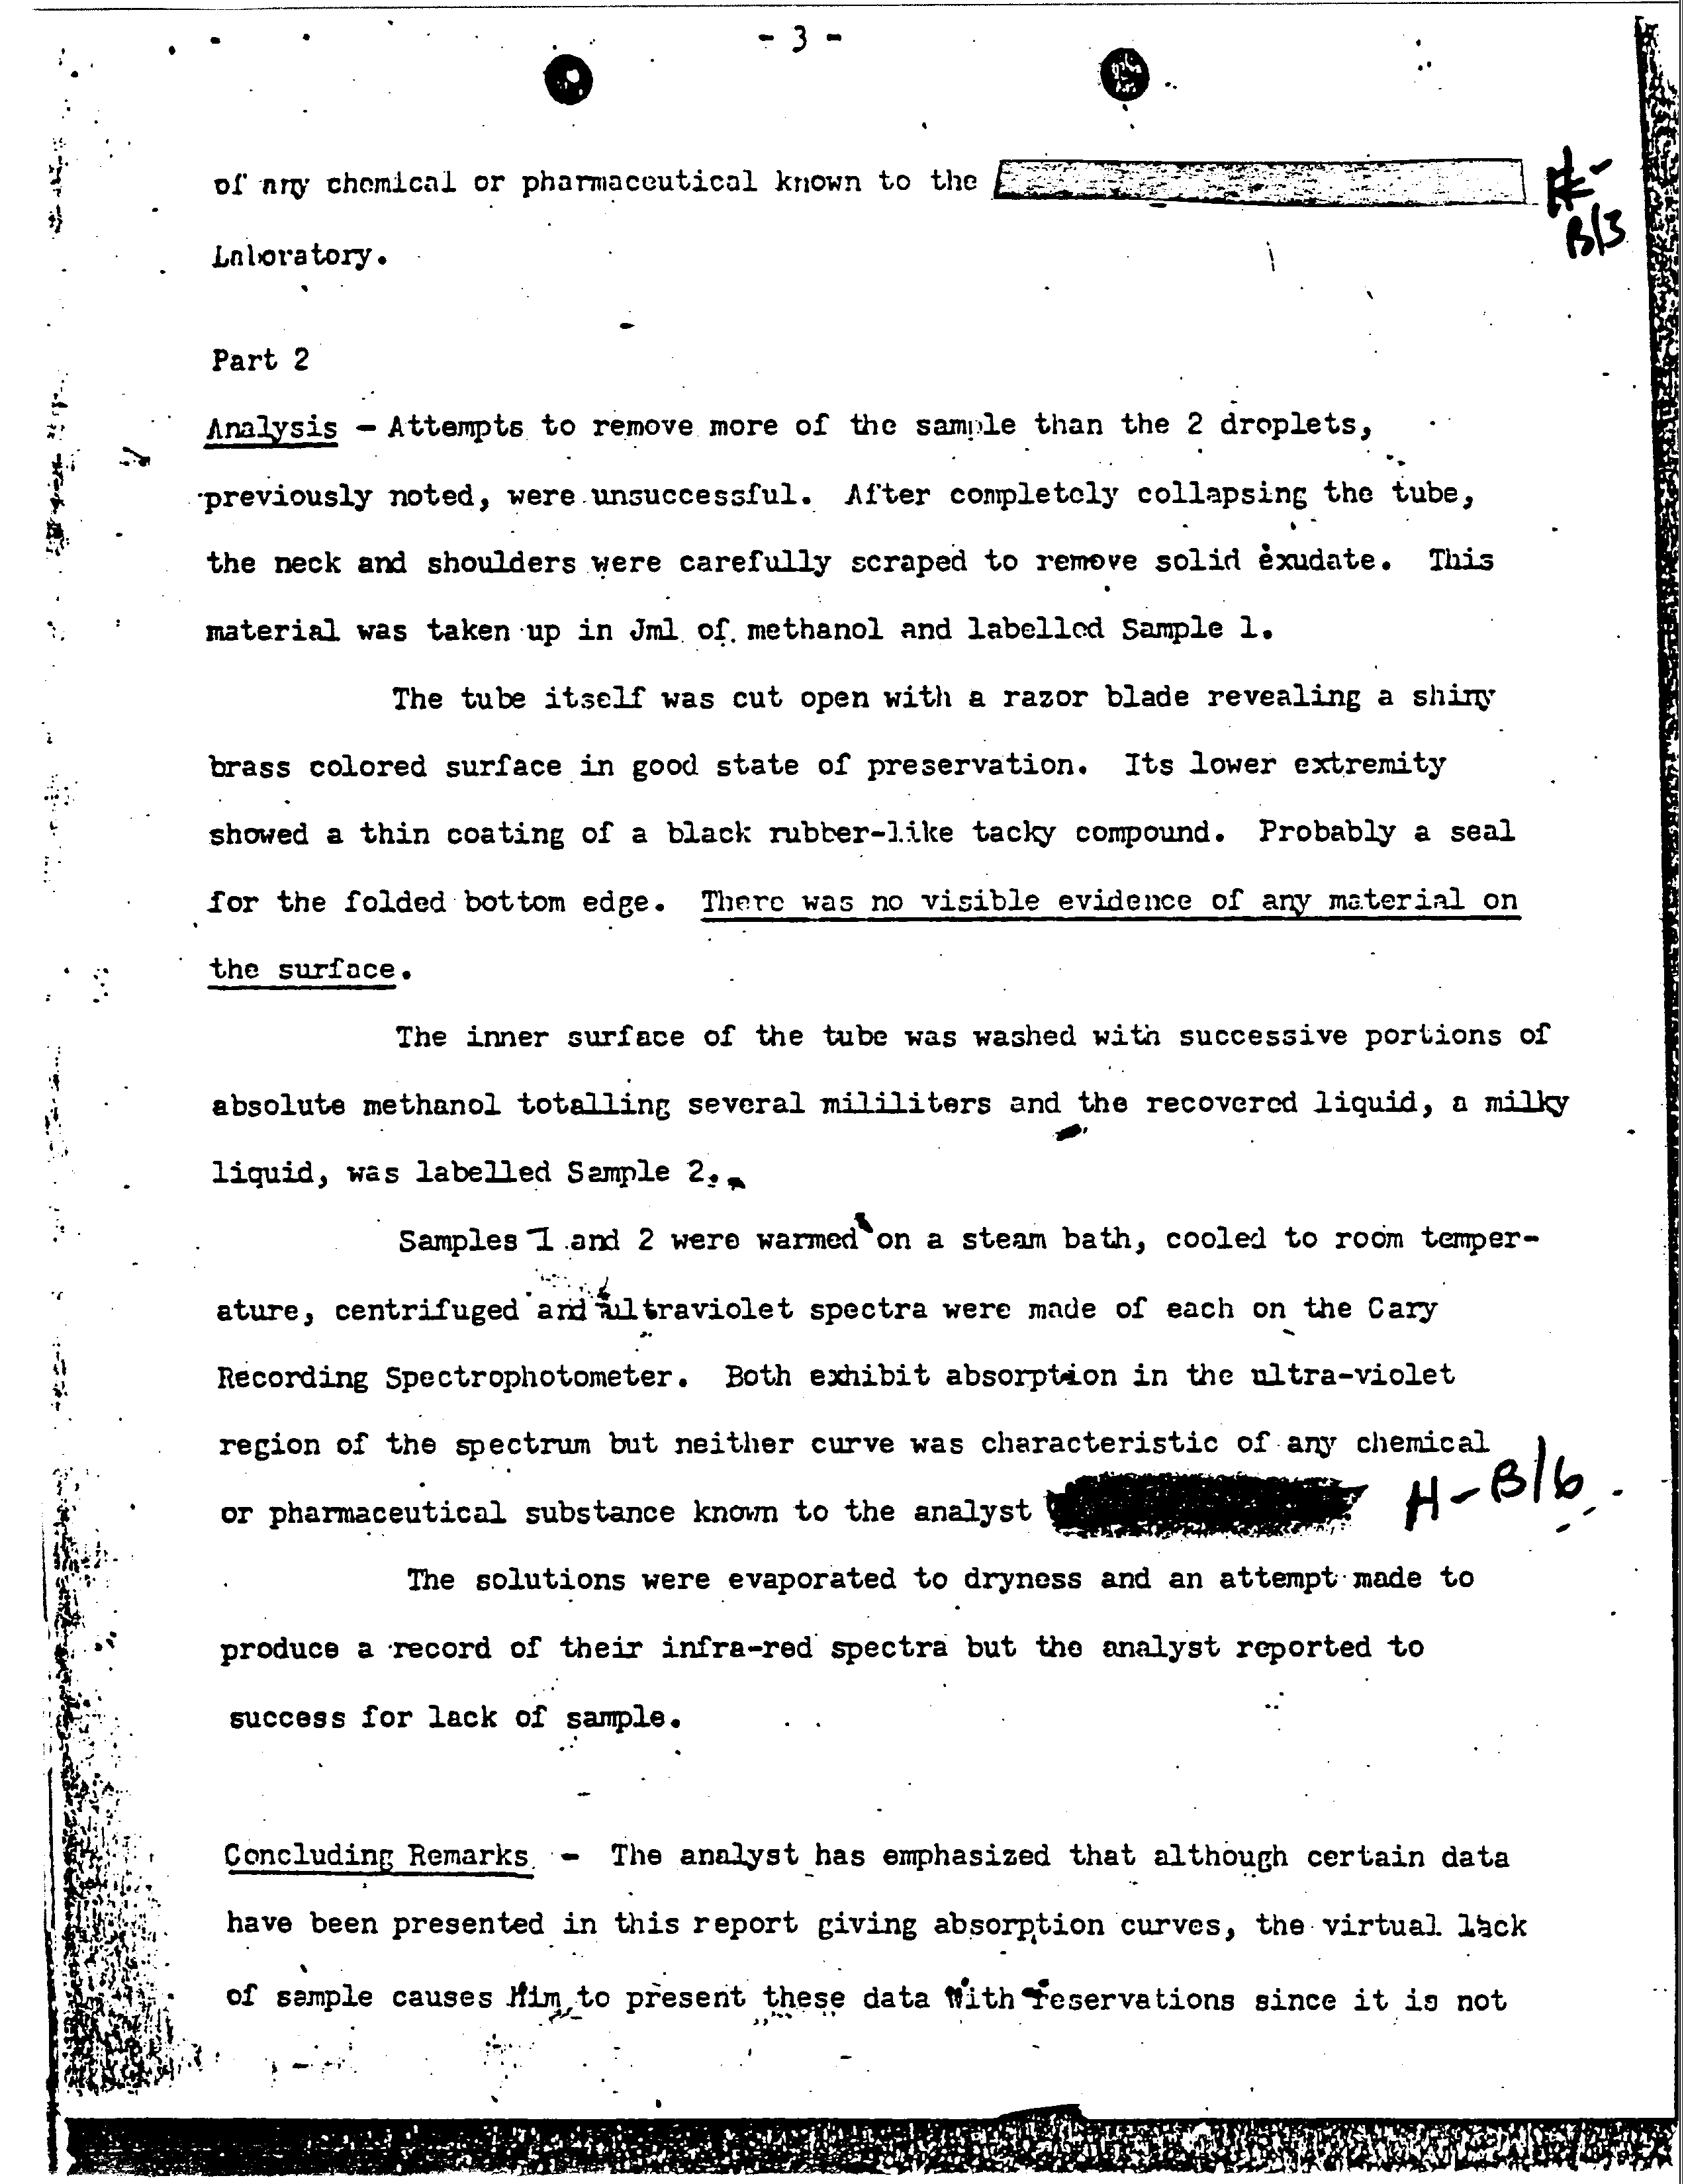 - 3 -
of any chemical or pharmaceutical known to the
B/3
Laboratory.
Part 2
Analysis - Attempts to remove more of the sample than the 2 droplets,
previously noted, were unsuccessful. After completely collapsing the tube,
the neck and shoulders were carefully scraped to remove solid exudate. This
material was taken up in Jml of methanol and labelled Sample 1.
The tube itself was cut open with a razor blade revealing a shiny
brass colored surface in good state of preservation. Its lower extremity
showed a thin coating of a black rubber-like tacky compound. Probably a seal
for the folded bottom edge. There was no visible evidence of any material on
the surface.
The inner surface of the tube was washed with successive portions of
absolute methanol totalling several mililiters and the recovered liquid, a milky
liquid, was labelled Sample 2.
Samples 1 and 2 were warmed on a steam bath, cooled to room temper-
ature, centrifuged and ultraviolet spectra were made of each on the Cary
Recording Spectrophotometer. Both exhibit absorption in the ultra-violet
region of the spectrum but neither curve was characteristic of any chemical
or pharmaceutical substance known to the analyst
H-B/6
The solutions were evaporated to dryness and an attempt made to
produce a record of their infra-red spectra but the analyst reported to
success for lack of sample.
Concluding Remarks - The analyst has emphasized that although certain data
have been presented in this report giving absorption curves, the virtual lack
of sample causes him to present these data with reservations since it is not